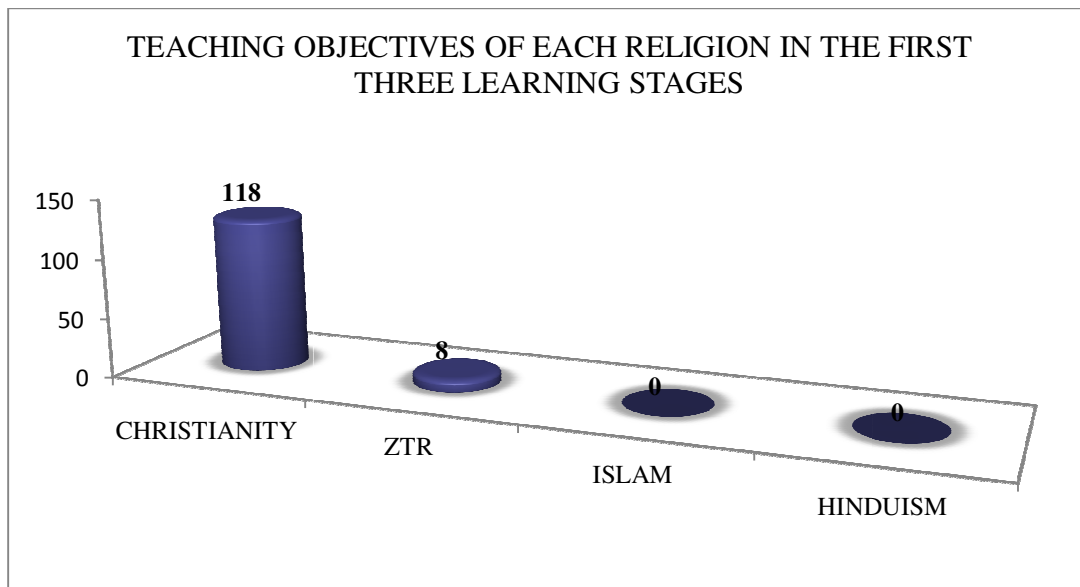 TEACHING OBJECTIVES OF EACH RELIGION IN THE FIRST
THREE LEARNING STAGES
150
100
50
0
118
8
0
0
CHRISTIANITY
ZTR
ISLAM
HINDUISM